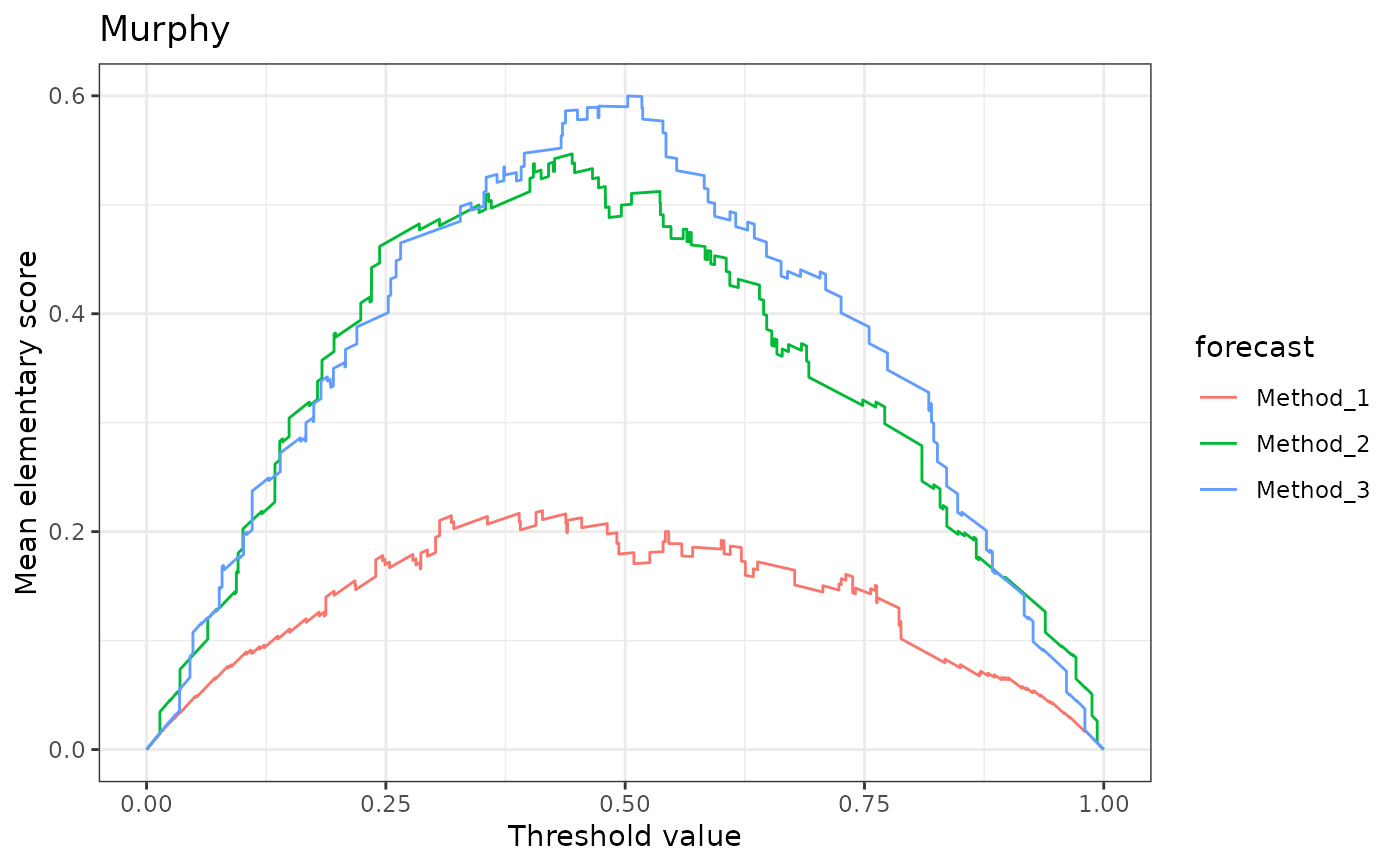 Murphy
Mean elementary score
0.6
0.4
0.2
0.0
0.00 0.25 0.50 0.75 1.00
Threshold value
forecast
Method_1
Method_2
Method_3